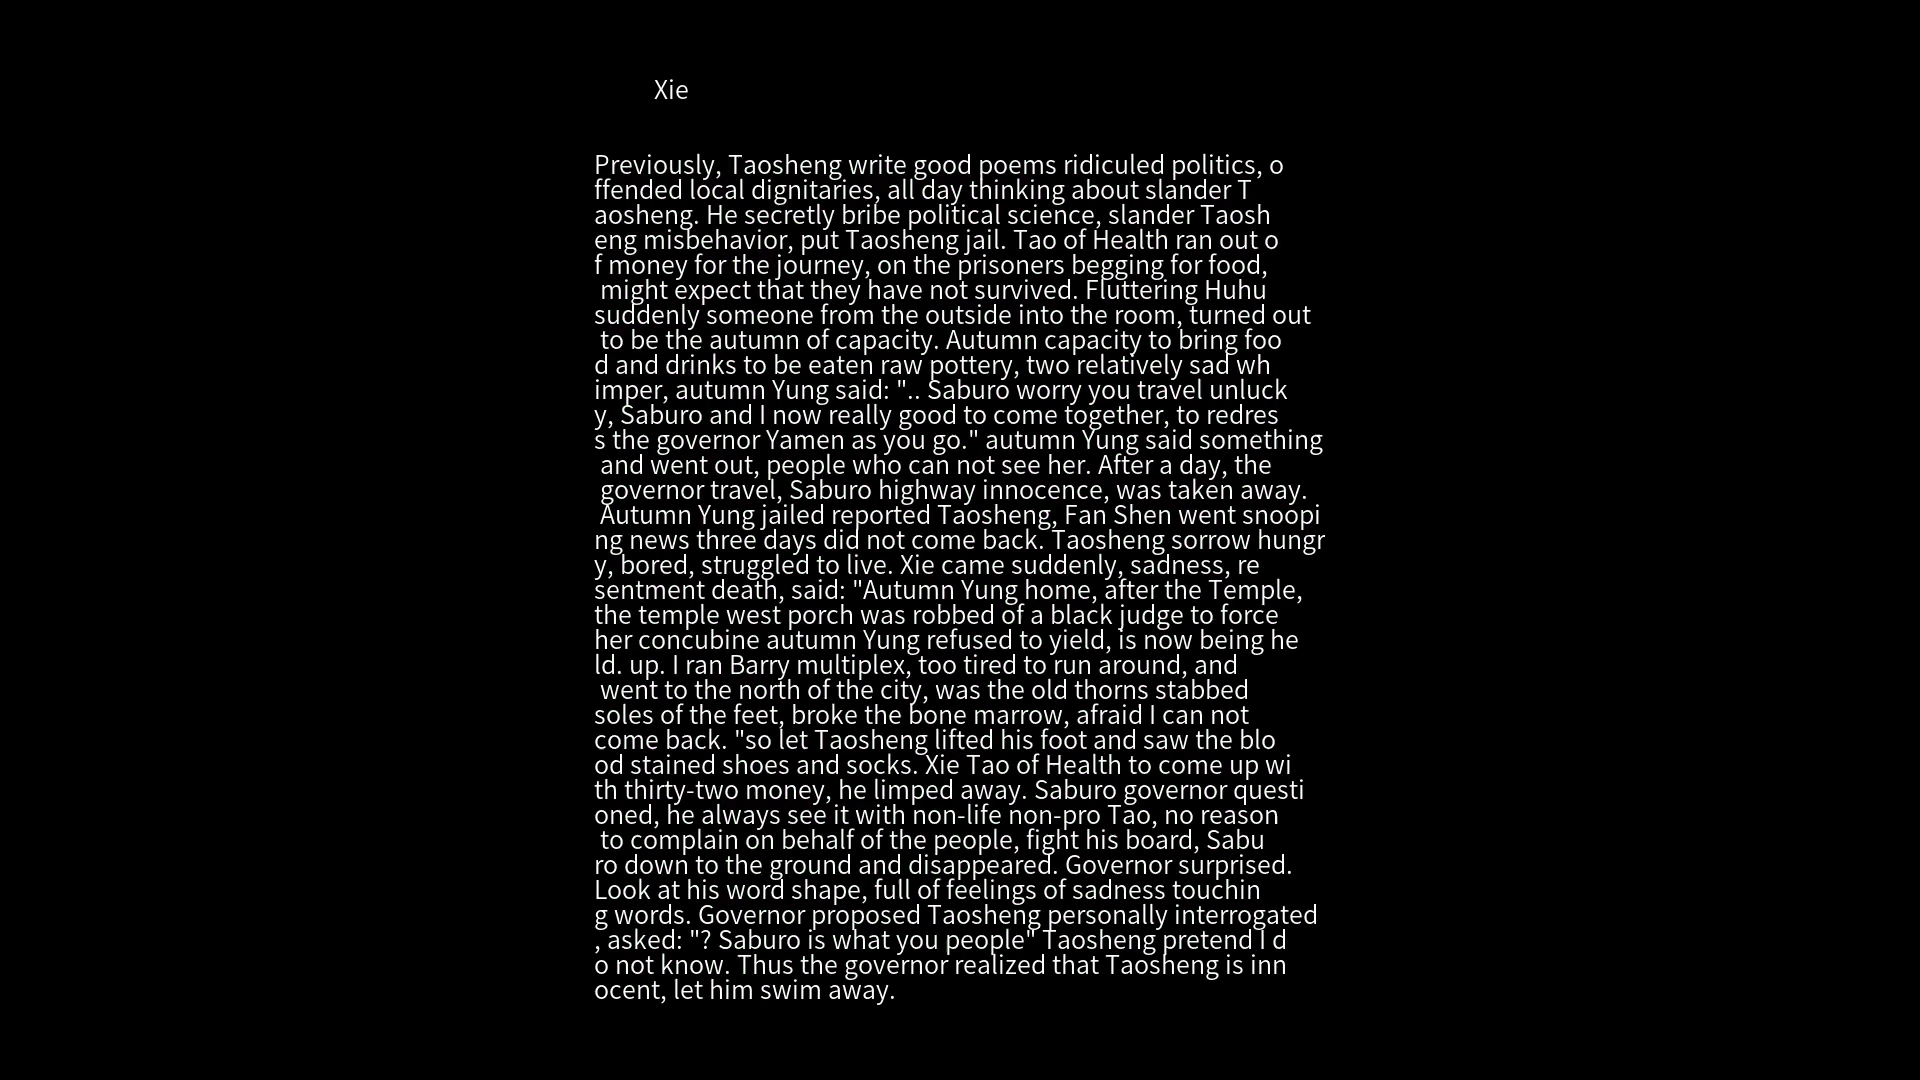 Xie
Previously, Taosheng write good poems ridiculed politics, o
ffended local dignitaries, all day thinking about slander T
aosheng. He secretly bribe political science, slander Taosh
eng misbehavior, put Taosheng jail. Tao of Health ran out o
f money for the journey, on the prisoners begging for food,
might expect that they have not survived. Fluttering Huhu
suddenly someone from the outside into the room, turned out
to be the autumn of capacity. Autumn capacity to bring foo
d and drinks to be eaten raw pottery, two relatively sad wh
imper, autumn Yung said: ".. Saburo worry you travel unluck
y, Saburo and I now really good to come together, to redres
s the governor Yamen as you go." autumn Yung said something
and went out, people who can not see her. After a day, the
governor travel, Saburo highway innocence, was taken away.
Autumn Yung jailed reported Taosheng, Fan Shen went snoopi
ng news three days did not come back. Taosheng sorrow hungr
y, bored, struggled to live. Xie came suddenly, sadness, re
sentment death, said: "Autumn Yung home, after the Temple,
the temple west porch was robbed of a black judge to force
her concubine autumn Yung refused to yield, is now being he
ld. up. I ran Barry multiplex, too tired to run around, and
went to the north of the city, was the old thorns stabbed
soles of the feet, broke the bone marrow, afraid I can not
come back. "so let Taosheng lifted his foot and saw the blo
od stained shoes and socks. Xie Tao of Health to come up wi
th thirty-two money, he limped away. Saburo governor questi
oned, he always see it with non-life non-pro Tao, no reason
to complain on behalf of the people, fight his board, Sabu
ro down to the ground and disappeared. Governor surprised.
Look at his word shape, full of feelings of sadness touchin
g words. Governor proposed Taosheng personally interrogated
, asked: "? Saburo is what you people" Taosheng pretend I d
o not know. Thus the governor realized that Taosheng is inn
ocent, let him swim away.